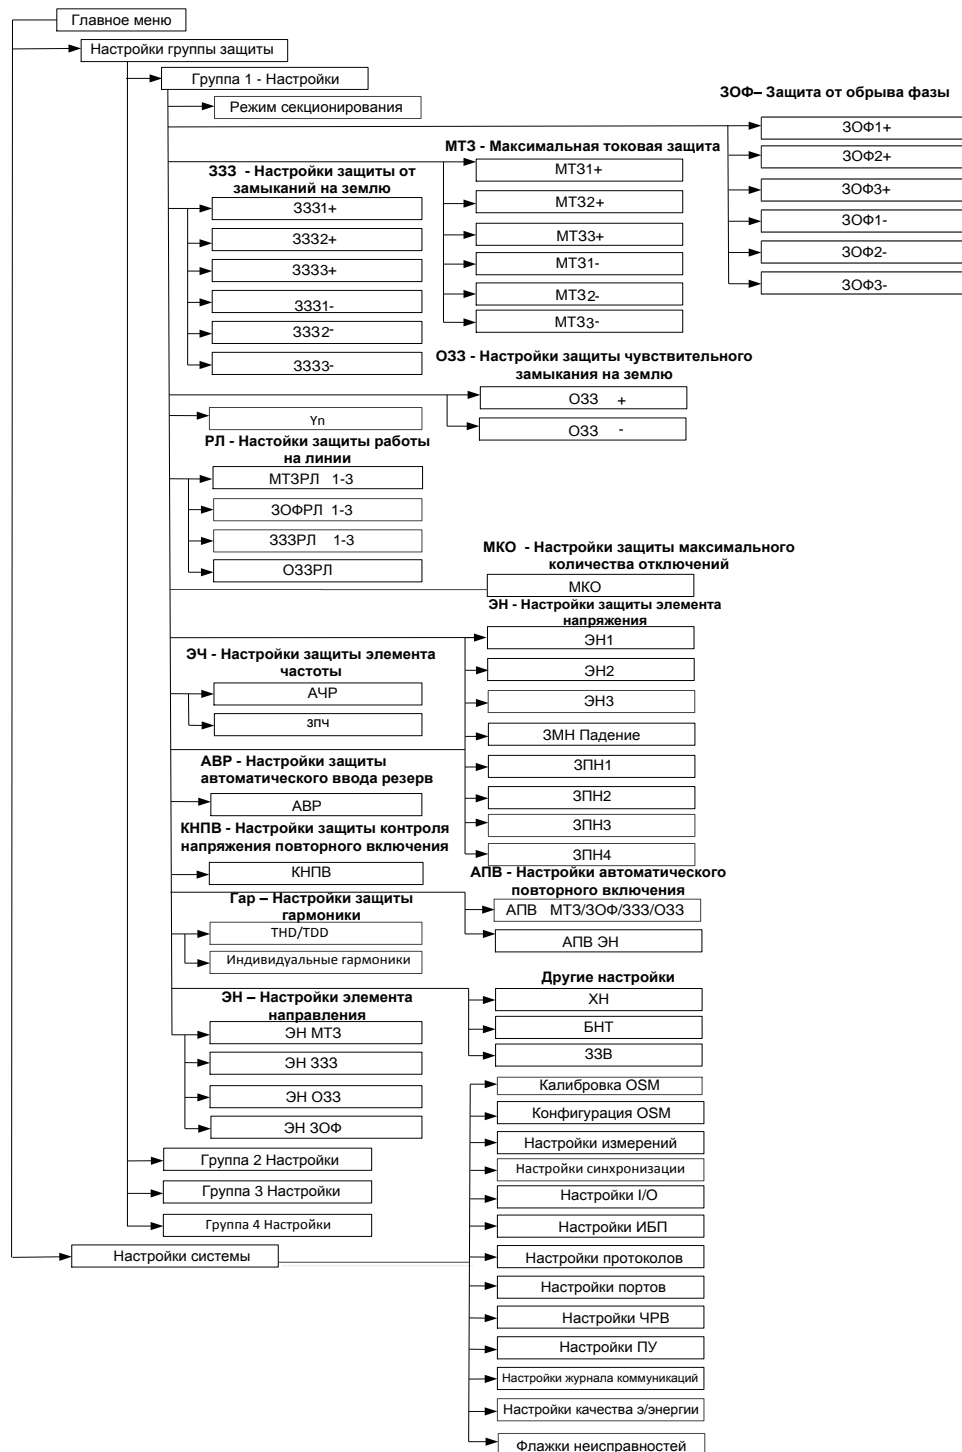 Главное меню
Настройки группы защиты
Группа 1 - Настройки
Режим секционирования
ЗОФ– Защита от обрыва фазы
ЗОФ1+
ЗОФ2+
ЗОФ3+
ЗОФ1-
ЗОФ2-
ЗОФ3-
МТЗ - Максимальная токовая защита
МТЗ1+
МТЗ2+
МТЗ3+
МТЗ1-
МТЗ2-
МТЗ3-
ЗЗЗ - Настройки защиты от
замыканий на землю
ЗЗЗ1+
ЗЗЗ2+
ЗЗЗ3+
ЗЗЗ1-
ЗЗЗ2-
ЗЗЗ3-
ОЗЗ - Настройки защиты чувствительного
замыкания на землю
ОЗЗ +
ОЗЗ -
Yn
РЛ - Настойки защиты работы
на линии
МТЗРЛ 1-3
ЗОФРЛ 1-3
ЗЗЗРЛ 1-3
ОЗЗРЛ
МКО - Настройки защиты максимального
количества отключений
МКО
ЭН - Настройки защиты элемента
напряжения
ЭН1
ЭН2
ЭН3
ЗМН Падение
ЗПН1
ЗПН2
ЗПН3
ЗПН4
ЭЧ - Настройки защиты элемента
частоты
АЧР
зпч
АВР - Настройки защиты
автоматического ввода резерв
АВР
КНПВ - Настройки защиты контроля
напряжения повторного включения
КНПВ
АПВ - Настройки автоматического
повторного включения
АПВ МТЗ/ЗОФ/ЗЗЗ/ОЗЗ
АПВ ЭН
Гар – Настройки защиты
гармоники
THD/TDD
Индивидуальные гармоники
Другие настройки
ХН
БНТ
ЗЗВ
ЭН – Настройки элемента
направления
ЭН МТЗ
ЭН ЗЗЗ
ЭН ОЗЗ
ЭН ЗОФ
Группа 2 Настройки
Группа 3 Настройки
Группа 4 Настройки
Настройки системы
Калибровка OSM
Конфигурация OSM
Настройки измерений
Настройки синхронизации
Настройки I/O
Настройки ИБП
Настройки протоколов
Настройки портов
Настройки ЧРВ
Настройки ПУ
Настройки журнала коммуникаций
Настройки качества э/энергии
Флажки неисправностей